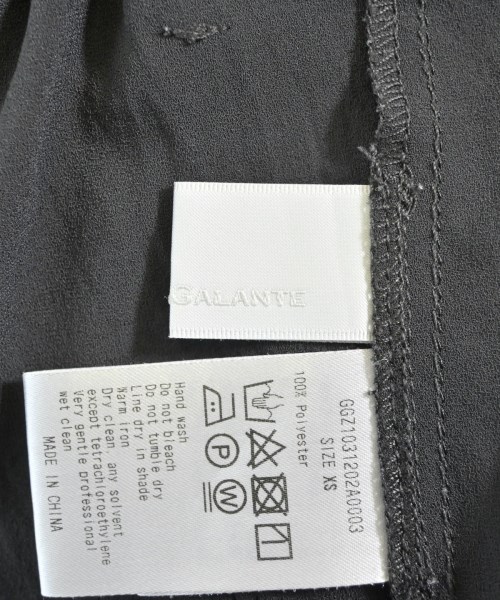 GALANTE
GGZ1031202A0003
SIZE XS
100% Polyester
P W
Hand wash
Do not bleach
Do not tumble dry
Line dry in shade
Warm iron
Dry clean, any solvent
except tetrachloroethylene
Very gentle professional
wet clean
MADE IN CHINA